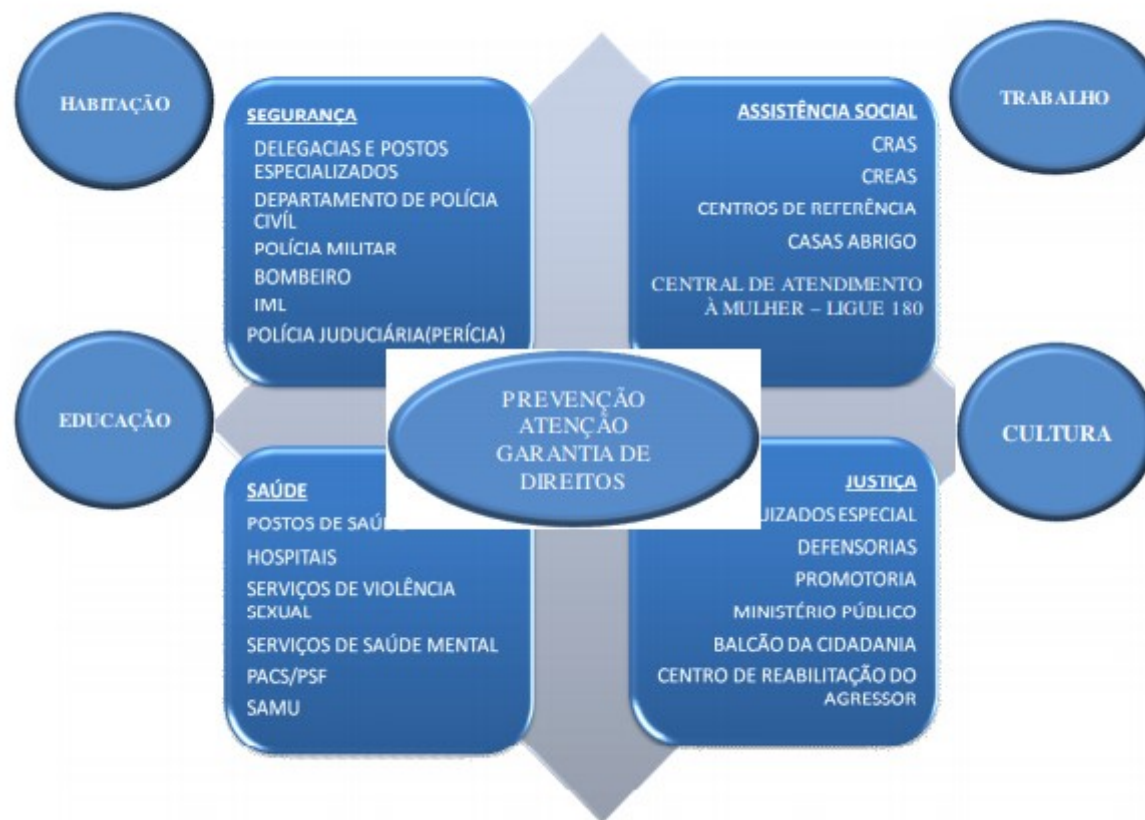 HABITAÇÃO
TRABALHO
SEGURANÇA
DELEGACIAS E POSTOS
ESPECIALIZADOS
DEPARTAMENTO DE POLÍCIA
CIVÍL
POLÍCIA MILITAR
BOMBEIRO
IML
POLÍCIA JUDUCIÁRIA(PERÍCIA)
ASSISTÊNCIA SOCIAL
CRAS
CREAS
CENTROS DE REFERÊNCIA
CASAS ABRIGO
CENTRAL DE ATENDIMENTO
À MULHER – LIGUE 180
EDUCAÇÃO
PREVENÇÃO
ATENÇÃO
GARANTIA DE
DIREITOS
CULTURA
SAÚDE
POSTOS DE SAÚDE
HOSPITAIS
SERVIÇOS DE VIOLÊNCIA
SEXUAL
SERVIÇOS DE SAÚDE MENTAL
PACS/PSF
SAMU
JUSTIÇA
UIZADOS ESPECIAL
DEFENSORIAS
PROMOTORIA
MINISTÉRIO PÚBLICO
BALCÃO DA CIDADANIA
CENTRO DE REABILITAÇÃO DO
AGRESSOR